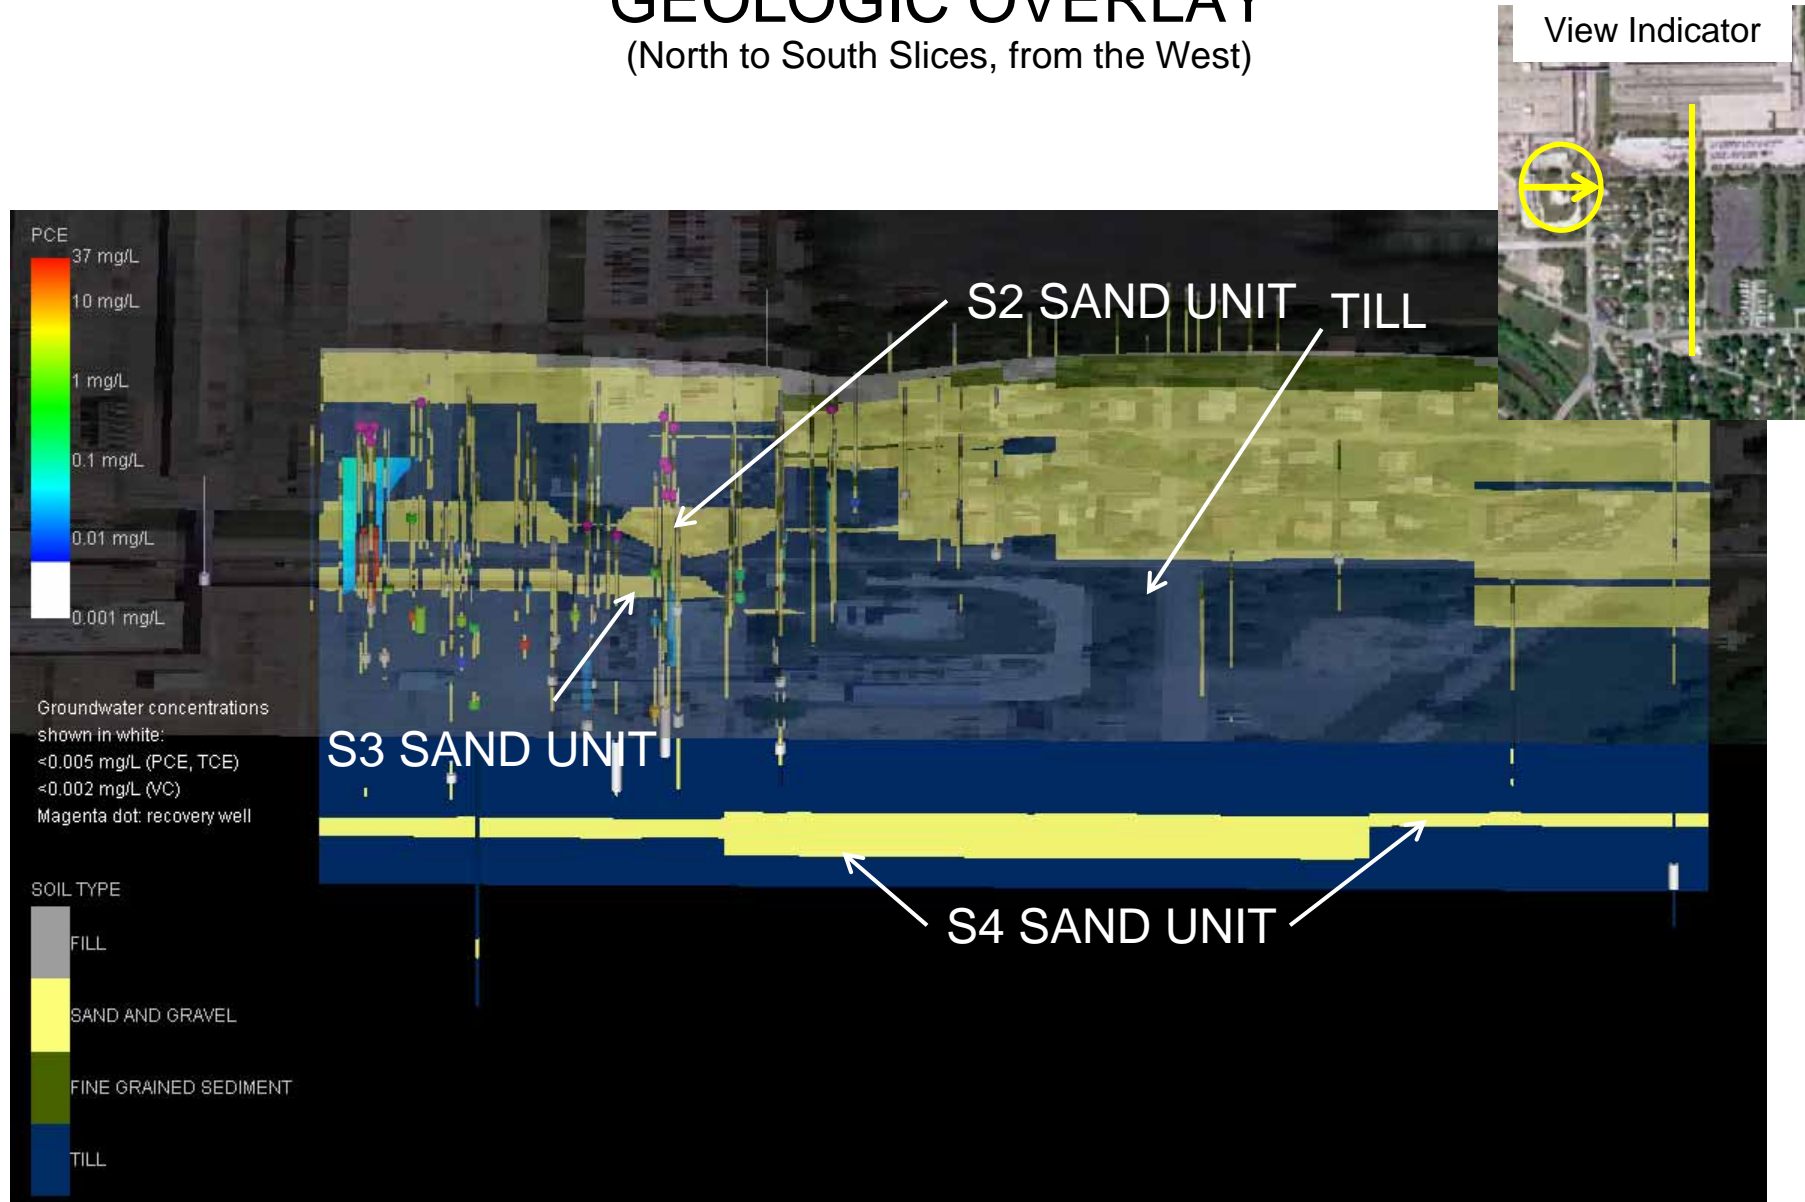 GEOLOGIC OVERLAY
(North to South Slices, from the West)
View Indicator
PCE
37 mg/L
10 mg/L
1 mg/L
0.1 mg/L
0.01 mg/L
0.001 mg/L
S2 SAND UNIT
TILL
S3 SAND UNIT
S4 SAND UNIT
Groundwater concentrations
shown in white:
<0.005 mg/L (PCE, TCE)
<0.002 mg/L (VC)
Magenta dot: recovery well
SOIL TYPE
FILL
SAND AND GRAVEL
FINE GRAINED SEDIMENT
TILL